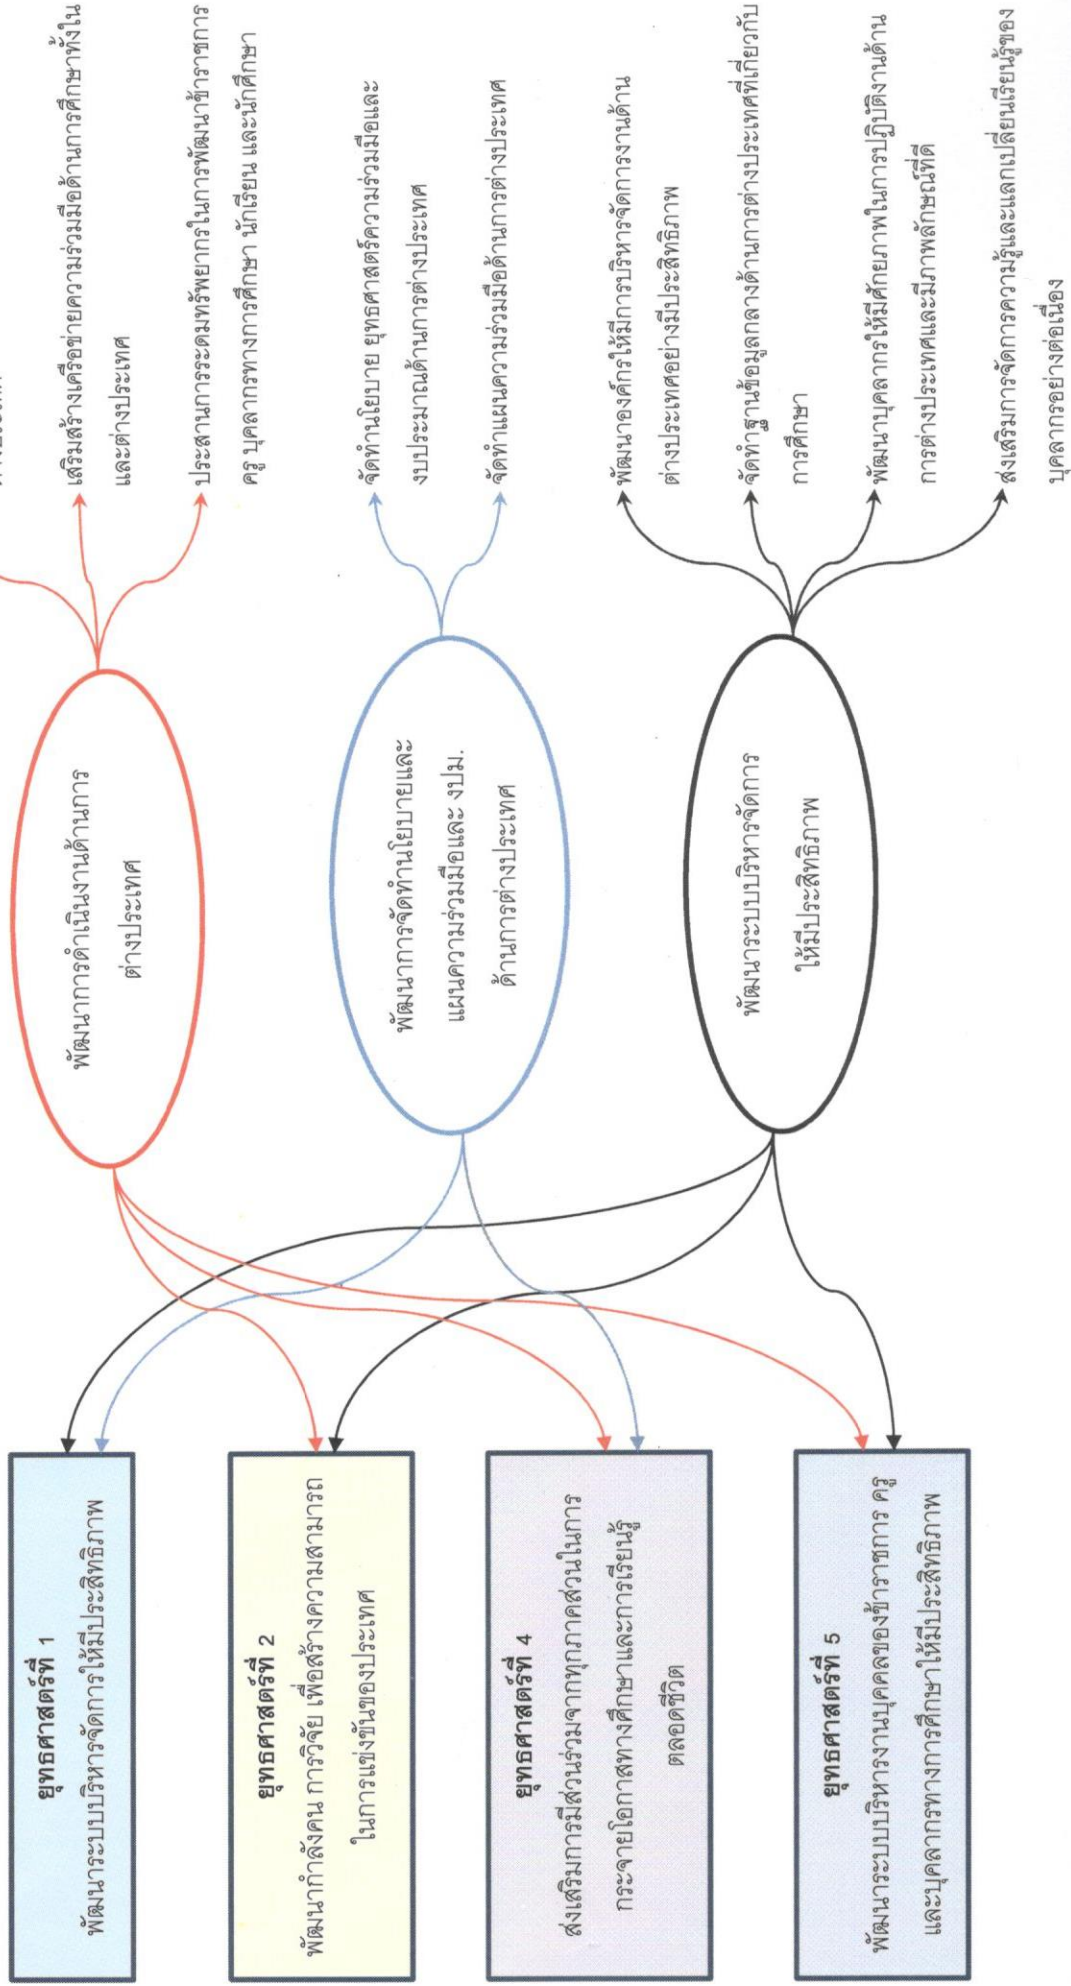 ยุทธศาสตร์ที่ 1
พัฒนาระบบบริหารจัดการให้มีประสิทธิภาพ
ยุทธศาสตร์ที่ 2
พัฒนากำลังคน การวิจัย เพื่อสร้างความสามารถ
ในการแข่งขันของประเทศ
ยุทธศาสตร์ที่ 4
ส่งเสริมการมีส่วนร่วมจากทุกภาคส่วนในการ
กระจายโอกาสทางศึกษาและการเรียนรู้
ตลอดชีวิต
ยุทธศาสตร์ที่ 5
พัฒนาระบบบริหารงานบุคคลของข้าราชการ ครู
และบุคลากรทางการศึกษาให้มีประสิทธิภาพ
พัฒนาการดำเนินงานด้านการ
ต่างประเทศ
พัฒนาการจัดทำนโยบายและ
แผนความร่วมมือและ งปม.
ด้านการต่างประเทศ
พัฒนาระบบบริหารจัดการ
ให้มีประสิทธิภาพ
เสริมสร้างเครือข่ายความร่วมมือด้านการศึกษาทั้งใน
และต่างประเทศ
ประสานการระดมทรัพยากรในการพัฒนาข้าราชการ
ครู บุคลากรทางการศึกษา นักเรียน และนักศึกษา
จัดทำนโยบาย ยุทธศาสตร์ความร่วมมือและ
งบประมาณด้านการต่างประเทศ
จัดทำแผนความร่วมมือด้านการต่างประเทศ
พัฒนาองค์กรให้มีการบริหารจัดการงานด้าน
ต่างประเทศอย่างมีประสิทธิภาพ
จัดทำฐานข้อมูลกลางด้านการต่างประเทศที่เกี่ยวกับ
การศึกษา
พัฒนาบุคลากรให้มีศักยภาพในการปฏิบัติงานด้าน
การต่างประเทศและมีภาพลักษณ์ที่ดี
ส่งเสริมการจัดการความรู้และแลกเปลี่ยนเรียนรู้ของ
บุคลากรอย่างต่อเนื่อง